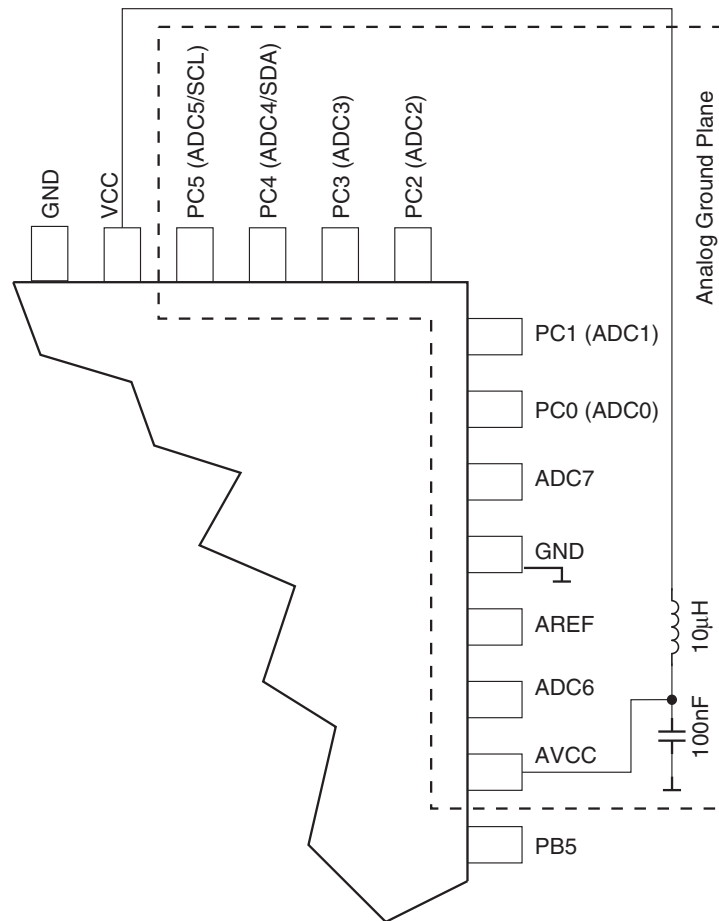 GND
VCC
PC5 (ADC5/SCL)
PC4 (ADC4/SDA)
PC3 (ADC3)
PC2 (ADC2)
Analog Ground Plane
PC1 (ADC1)
PC0 (ADC0)
ADC7
GND
AREF
10μH
ADC6
100nF
AVCC
PB5